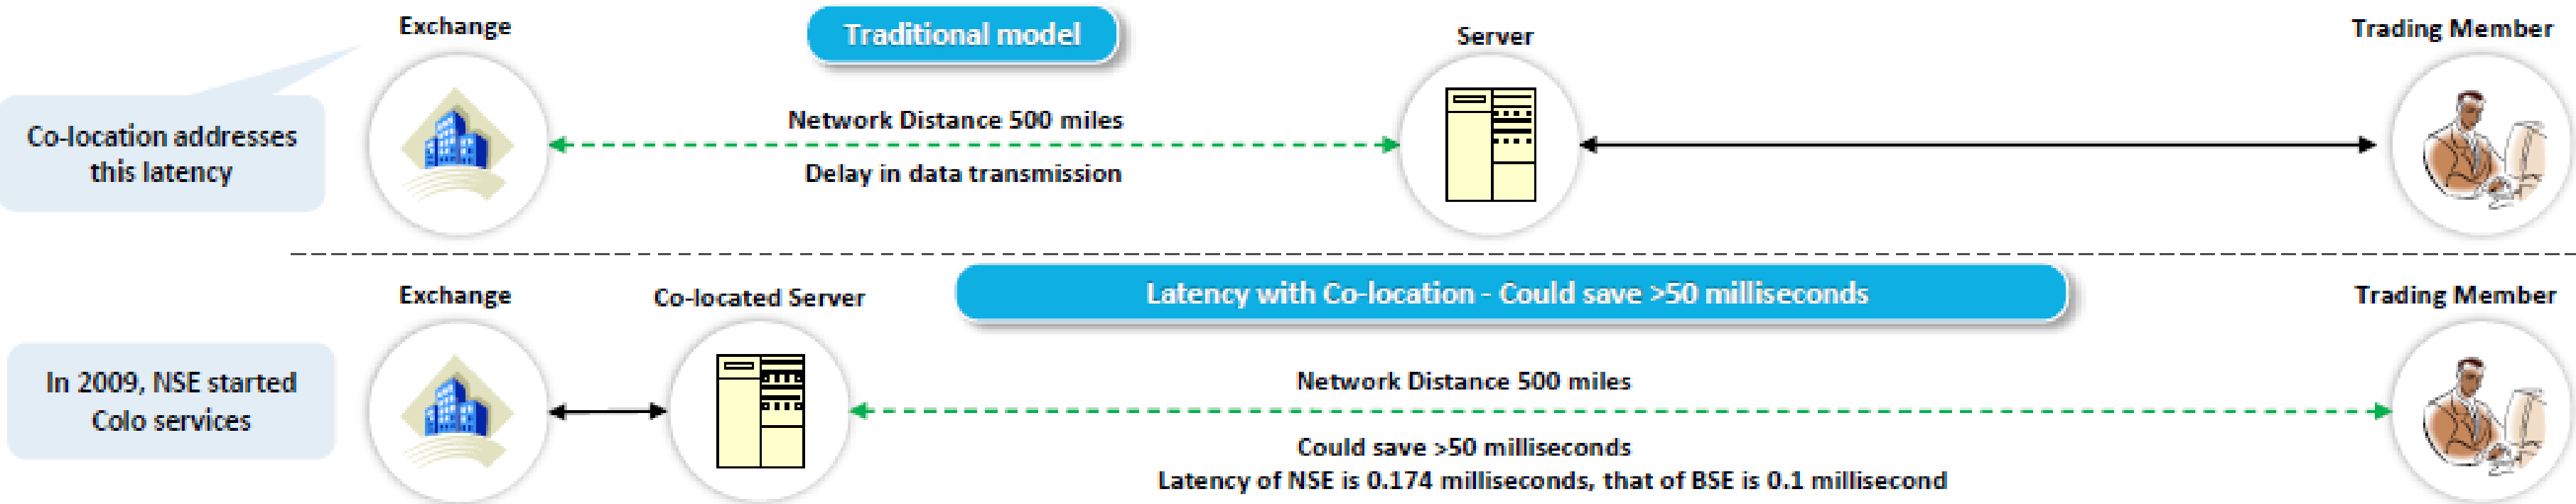 Exchange
Traditional model
Server
Trading Member
Co-location addresses
this latency
Network Distance 500 miles
Delay in data transmission
Exchange
Co-located Server
Latency with Co-location - Could save >50 milliseconds
Trading Member
In 2009, NSE started
Colo services
Network Distance 500 miles
Could save >50 milliseconds
Latency of NSE is 0.174 milliseconds, that of BSE is 0.1 millisecond